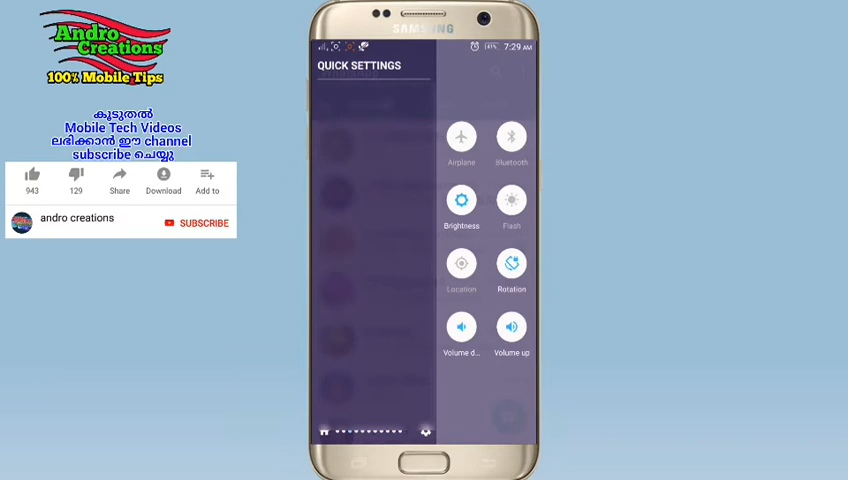 Andro
Creations
100% Mobile Tips
കൂടുതൽ
Mobile Tech Videos
ലഭിക്കാൻ ഈ channel
subscribe ചെയ്യൂ
943
129
Share
Download
Add to
andro creations
SUBSCRIBE
SAMSUNG
41%
7:29 AM
QUICK SETTINGS
Airplane
Bluetooth
Brightness
Flash
Location
Rotation
Volume d...
Volume up